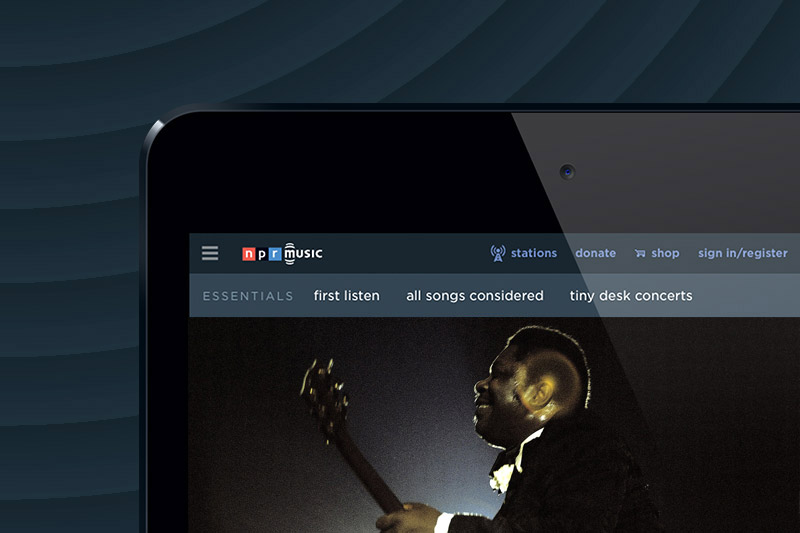 npr music stations donate shop sign in/register
ESSENTIALS first listen all songs considered tiny desk concerts